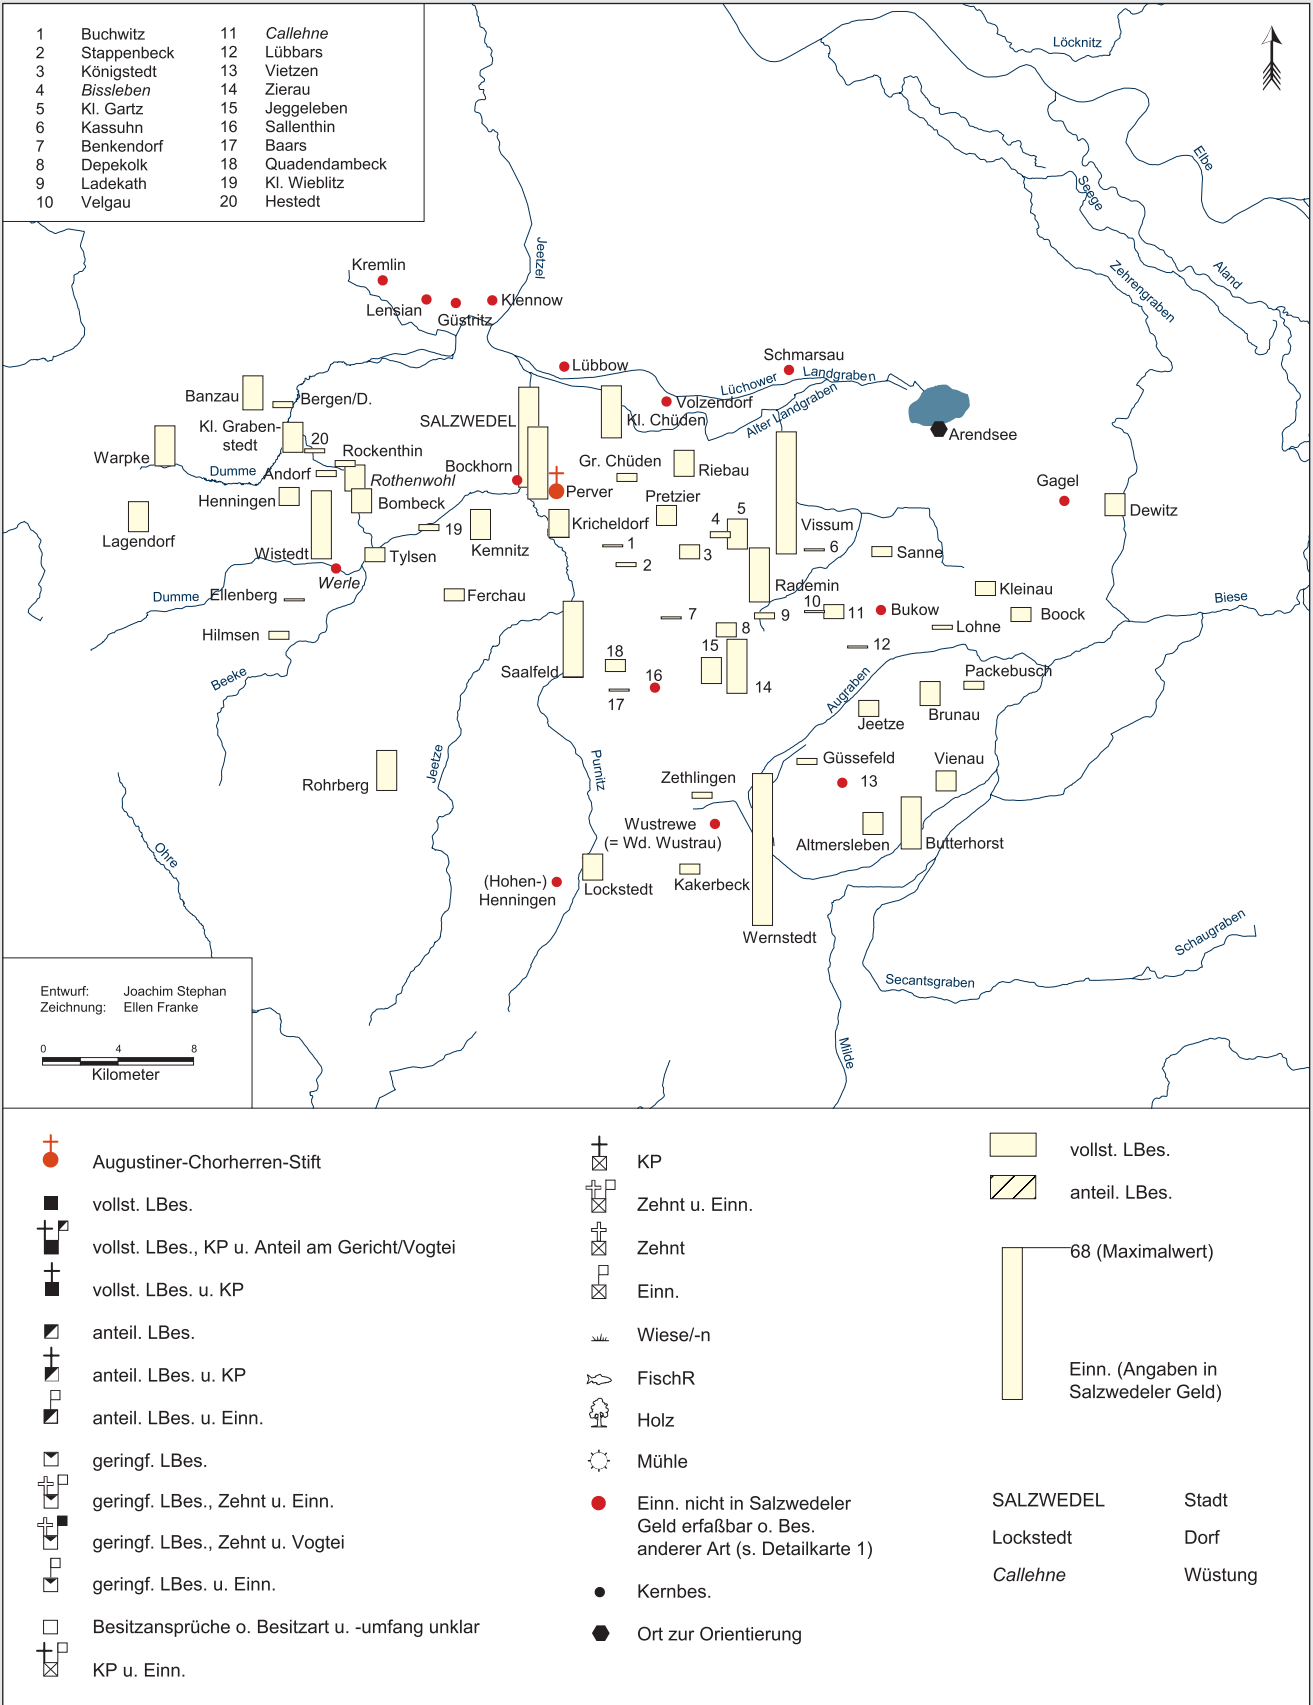 1 Buchwitz 11 Callehne
2 Stappenbeck 12 Lübbars
3 Königstedt 13 Vietzen
4 Bissleben 14 Zierau
5 Kl. Gartz 15 Jeggeleben
6 Kassuhn 16 Sallenthin
7 Benkendorf 17 Baars
8 Depekolk 18 Quadendambeck
9 Ladekath 19 Kl. Wieblitz
10 Velgau 20 Hestedt
Löcknitz
Elbe
Seege
Aland
Zehrengraben
Jeetzel
Kremlin
Lensian
Güstritz
Klennow
Lübbow
Schmarsau
Lüchower
Landgraben
Volzendorf
Alter Landgraben
Arendsee
Banzau
Bergen/D.
SALZWEDEL
Kl. Chüden
Kl. Graben-
stedt
20
Rockenthin
Warpke
Dumme
Andorf
Rothenwohl
Bockhorn
Gr. Chüden
Riebau
Gagel
Henningen
Bombeck
Perver
Pretzier
Dewitz
Lagendorf
19
Kricheldorf
4
5
Vissum
Wistedt
Tylsen
Kemnitz
1
3
6
Sanne
2
Werle
Rademin
Dumme
Ellenberg
Ferchau
Kleinau
Biese
7
9
10
11
Bukow
Boock
Hilmsen
8
Lohne
12
Beeke
Saalfeld
18
15
16
14
17
Packebusch
Augraben
Jeetze
Brunau
Jeetze
Purnitz
Rohrberg
Zethlingen
Güssefeld
13
Vienau
Wustrewe
(= Wd. Wustrau)
Altmersleben
Butterhorst
Ohre
(Hohen-)
Henningen
Lockstedt
Kakerbeck
Wernstedt
Schaugraben
Secantsgraben
Milde
Entwurf: Joachim Stephan
Zeichnung: Ellen Franke
0 4 8
Kilometer
Augustiner-Chorherren-Stift
vollst. LBes.
vollst. LBes., KP u. Anteil am Gericht/Vogtei
vollst. LBes. u. KP
anteil. LBes.
anteil. LBes. u. KP
anteil. LBes. u. Einn.
geringf. LBes.
geringf. LBes., Zehnt u. Einn.
geringf. LBes., Zehnt u. Vogtei
geringf. LBes. u. Einn.
Besitzansprüche o. Besitzart u. -umfang unklar
KP u. Einn.
KP
Zehnt u. Einn.
Zehnt
Einn.
Wiese/-n
FischR
Holz
Mühle
Einn. nicht in Salzwedeler
Geld erfaßbar o. Bes.
anderer Art (s. Detailkarte 1)
Kernbes.
Ort zur Orientierung
vollst. LBes.
anteil. LBes.
68 (Maximalwert)
Einn. (Angaben in
Salzwedeler Geld)
SALZWEDEL Stadt
Lockstedt Dorf
Callehne Wüstung